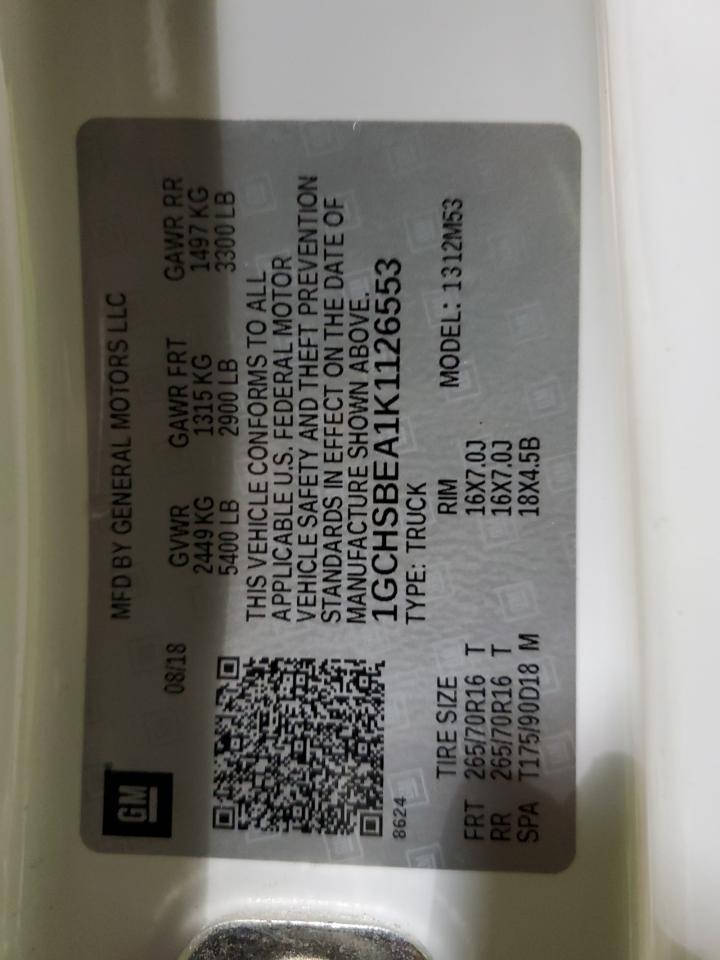 GM
MFD BY GENERAL MOTORS LLC
08/18
GVWR GAWR FRT GAWR RR
2449 KG 1315 KG 1497 KG
5400 LB 2900 LB 3300 LB
THIS VEHICLE CONFORMS TO ALL
APPLICABLE U.S. FEDERAL MOTOR
VEHICLE SAFETY AND THEFT PREVENTION
STANDARDS IN EFFECT ON THE DATE OF
MANUFACTURE SHOWN ABOVE.
1GCHSBEA1K1126553
8624
TYPE: TRUCK
TIRE SIZE RIM MODEL: 1312M53
FRT 265/70R16 T 16X7.0J
RR 265/70R16 T 16X7.0J
SPA T175/90D18 M 18X4.5B